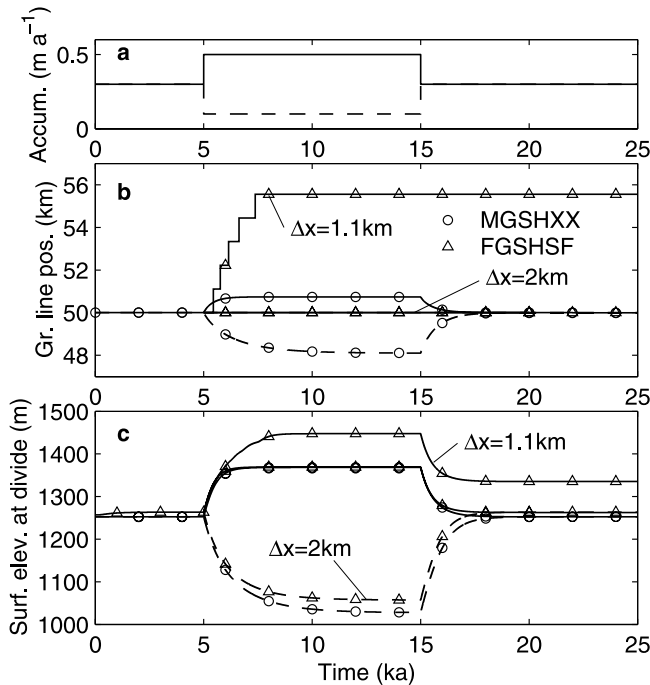 a
Accum. (m a⁻¹)
0.5
0
0 5 10 15 20 25
b
Gr. line pos. (km)
56
54
52
50
48
Δx=1.1km
MGSHXX
FGSHSF
Δx=2km
0 5 10 15 20 25
c
Surf. elev. at divide (m)
1500
1400
1300
1200
1100
1000
Δx=1.1km
Δx=2km
0 5 10 15 20 25
Time (ka)